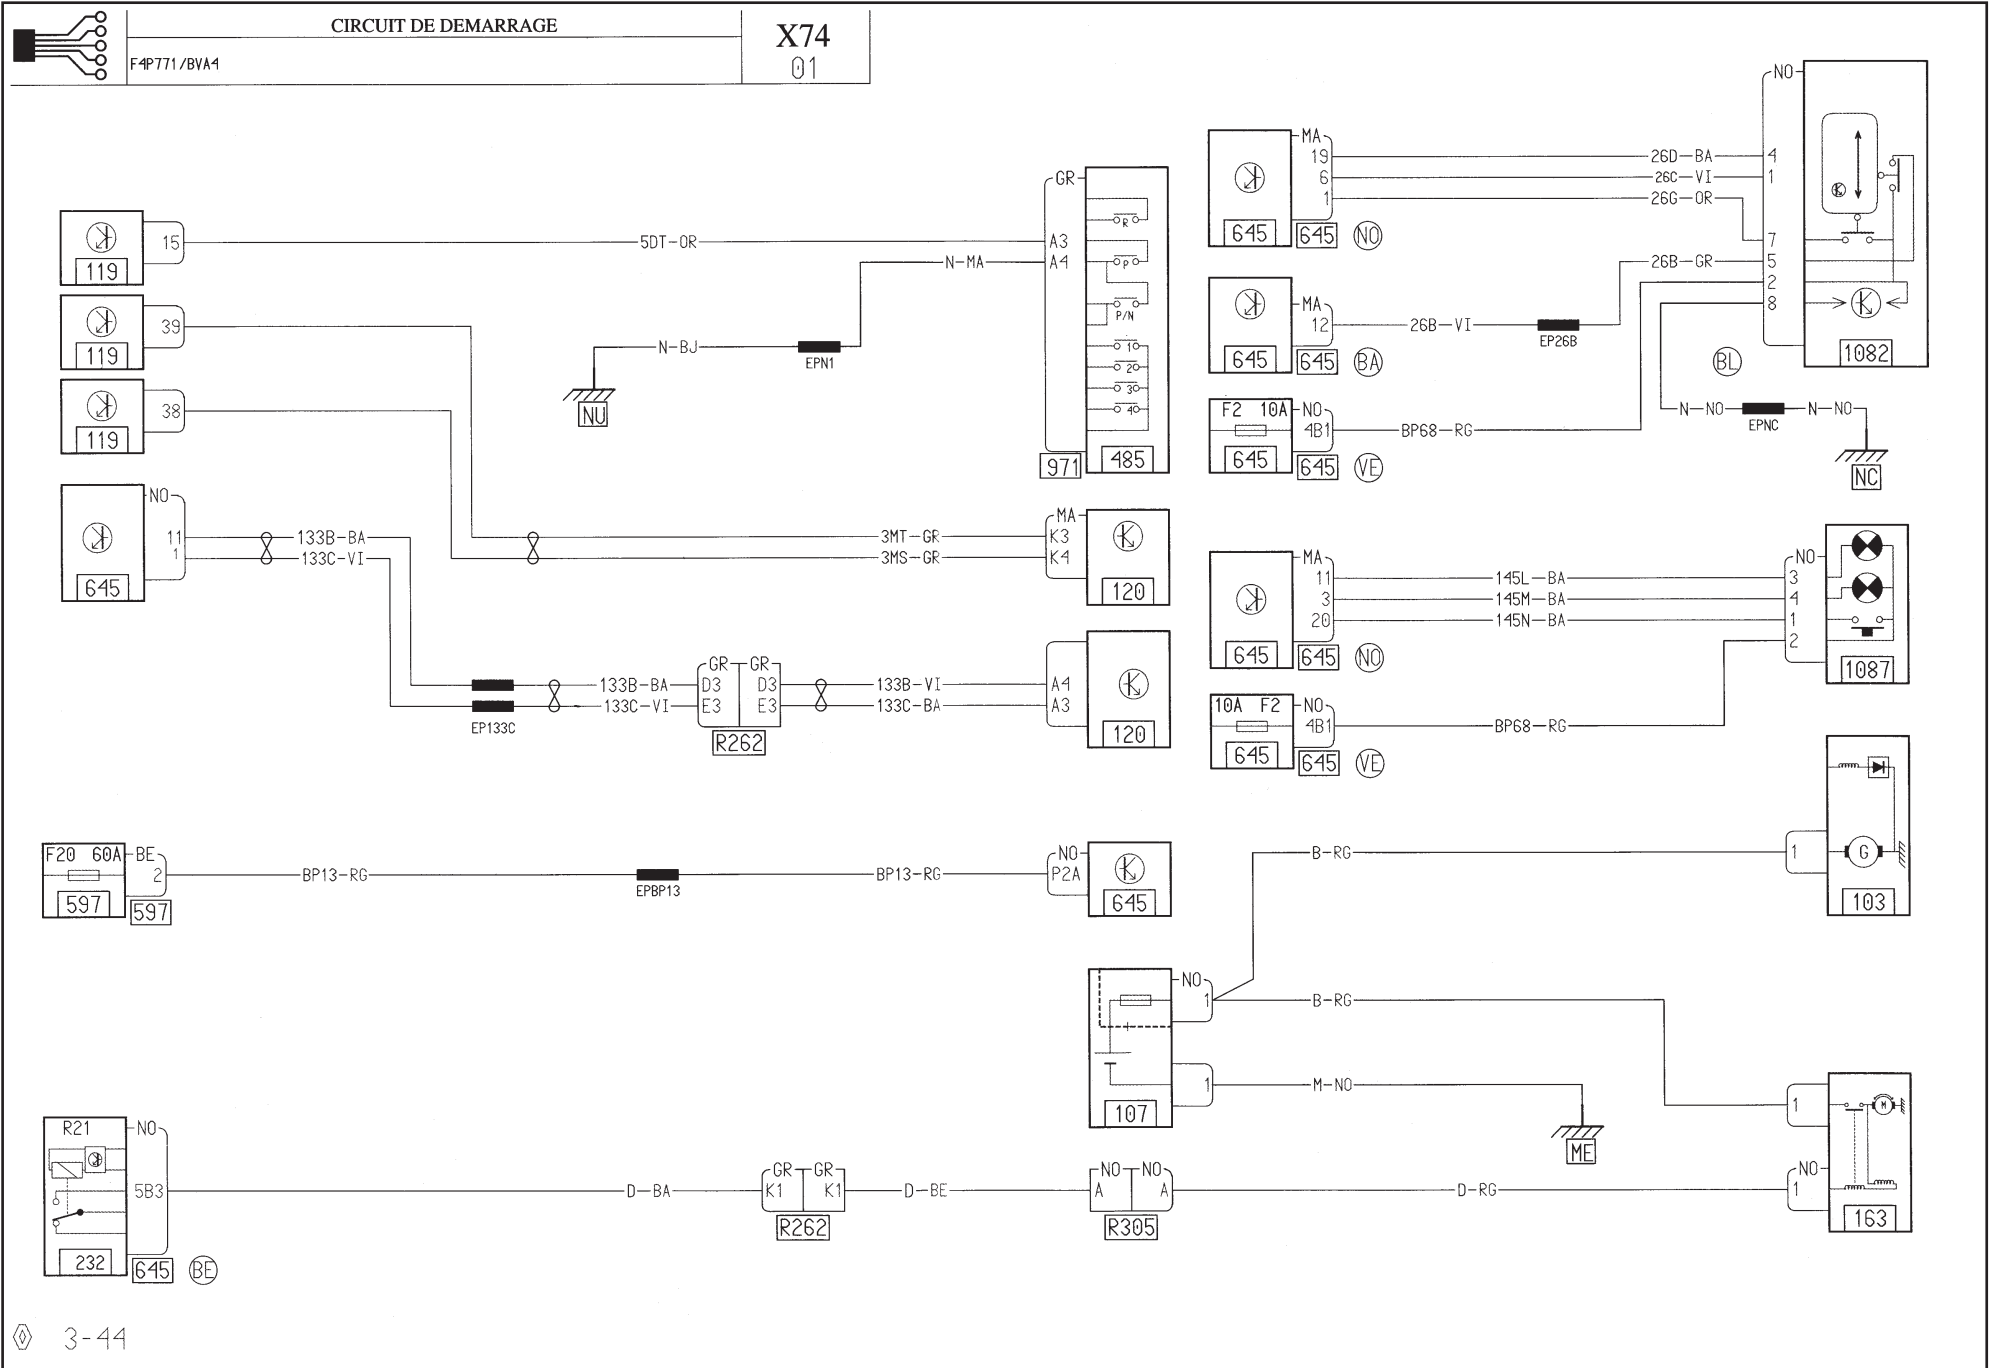 CIRCUIT DE DEMARRAGE
F4P771/BVA4
X74
01
119
15
5DT-OR
119
39
119
38
645
NO
11
1
133B-BA
133C-VI
N-MA
N-BJ
EPN1
NU
GR
A3
A4
R
P
P/N
1
2
3
4
971
485
3MT-GR
3MS-GR
MA
K3
K4
120
EP133C
133B-BA
133C-VI
GR
GR
D3
D3
E3
E3
R262
133B-VI
133C-BA
A4
A3
120
F20 60A
BE
2
597
597
BP13-RG
EPBP13
BP13-RG
NO
P2A
645
R21
NO
5B3
232
645
BE
D-BA
GR
GR
K1
K1
R262
D-BE
NO
NO
A
A
R305
D-RG
NO
1
1
M
163
NO
1
1
107
B-RG
B-RG
M-NO
ME
1
G
103
MA
19
6
1
645
645
NO
26D-BA
26C-VI
26G-OR
26B-GR
NO
4
1
7
5
2
8
1082
MA
12
645
645
BA
26B-VI
EP26B
BL
F2 10A
NO
4B1
645
645
VE
BP68-RG
N-NO
EPNC
N-NO
NC
MA
11
3
20
645
645
NO
145L-BA
145M-BA
145N-BA
NO
3
4
1
2
1087
10A F2
NO
4B1
645
645
VE
BP68-RG
3-44